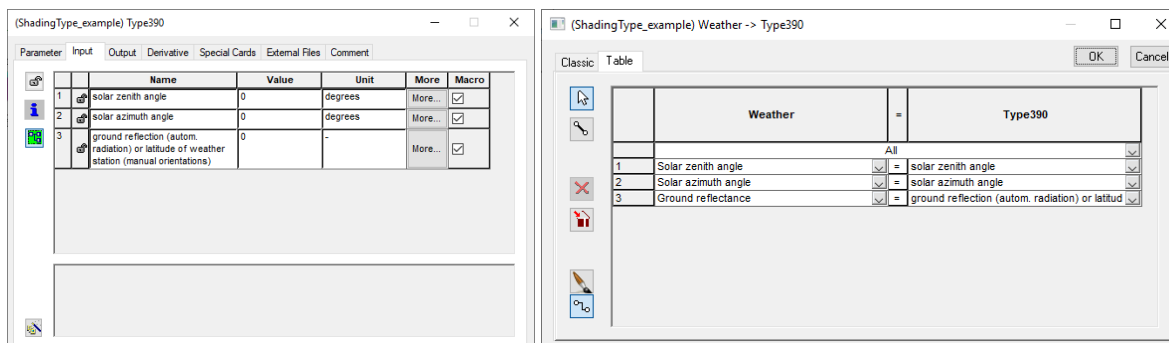 (ShadingType_example) Type390
Parameter Input Output Derivative Special Cards External Files Comment
Name Value Unit More Macro
1 solar zenith angle 0 degrees More...
2 solar azimuth angle 0 degrees More...
3 ground reflection (autom. radiation) or latitude of weather station (manual orientations) 0 - More...
(ShadingType_example) Weather -> Type390
Classic Table OK Cancel
Weather = Type390
All
1 Solar zenith angle = solar zenith angle
2 Solar azimuth angle = solar azimuth angle
3 Ground reflectance = ground reflection (autom. radiation) or latitud